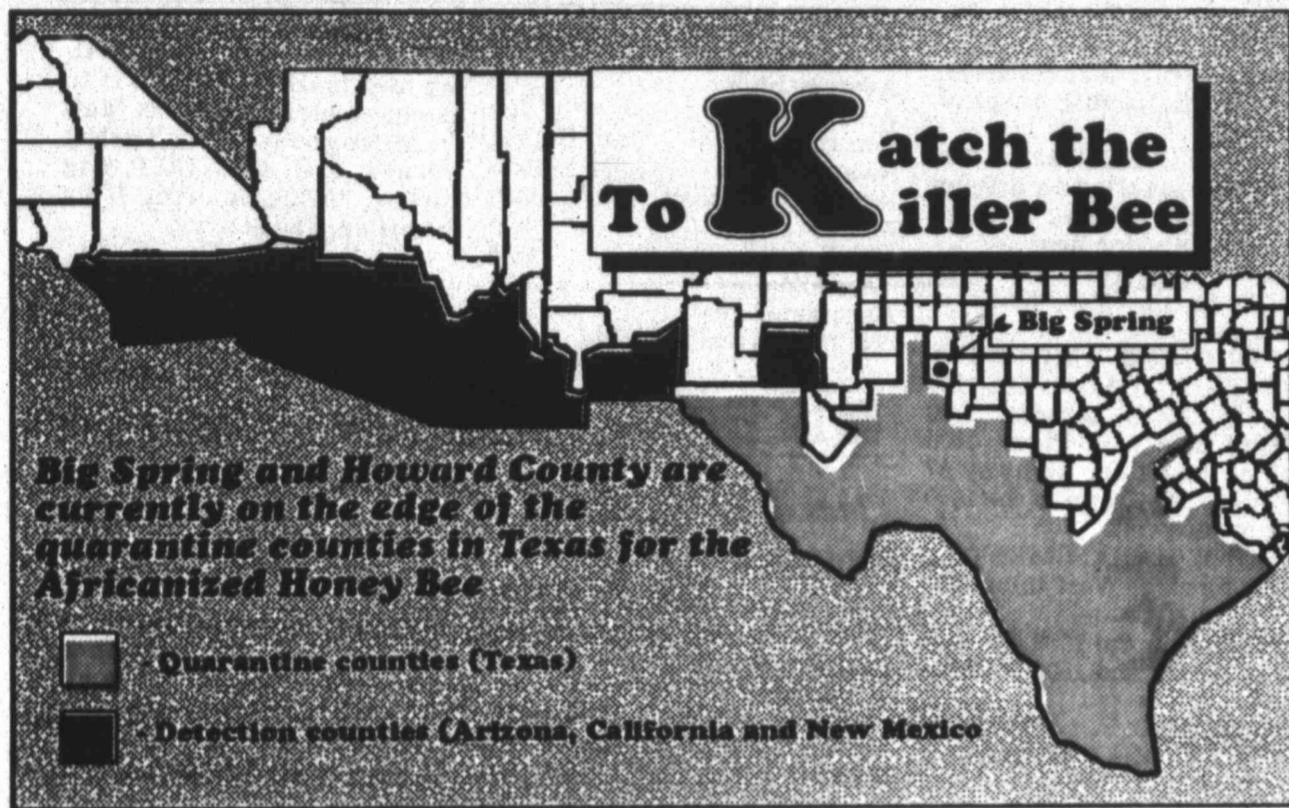 To Katch the
Killer Bee
Big Spring
Big Spring and Howard County are
currently on the edge of the
quarantine counties in Texas for the
Africanized Honey Bee
- Quarantine counties (Texas)
- Detection counties (Arizona, California and New Mexico